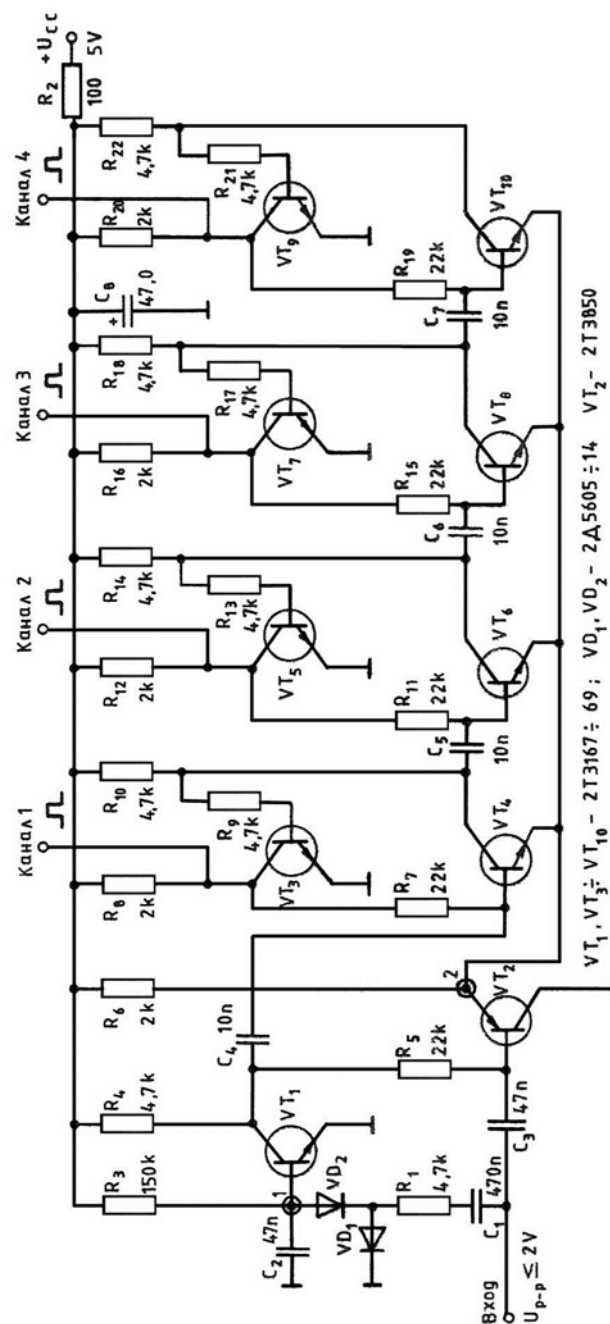 +UCC
5V
R2
100
Канал 4
Канал 3
Канал 2
Канал 1
R22
4,7k
R20
2k
R21
4,7k
VT9
C8
+
47,0
R18
4,7k
R16
2k
R17
4,7k
VT7
R14
4,7k
R12
2k
R13
4,7k
VT5
R10
4,7k
R8
2k
R9
4,7k
VT3
R6
2k
R4
4,7k
R3
150k
VT1
C4
10n
R19
22k
C7
10n
VT10
R15
22k
C6
10n
VT8
R11
22k
C5
10n
VT6
R7
22k
VT4
2
VT2
R5
22k
C3
47n
1
C2
47n
VD2
VD1
R1
4,7k
C1
470n
Вход
Up-p ≤ 2V
VT1, VT3 ÷ VT10 - 2T3167 ÷ 69; VD1, VD2 - 2Д5605 ÷ 14 VT2 - 2T3850